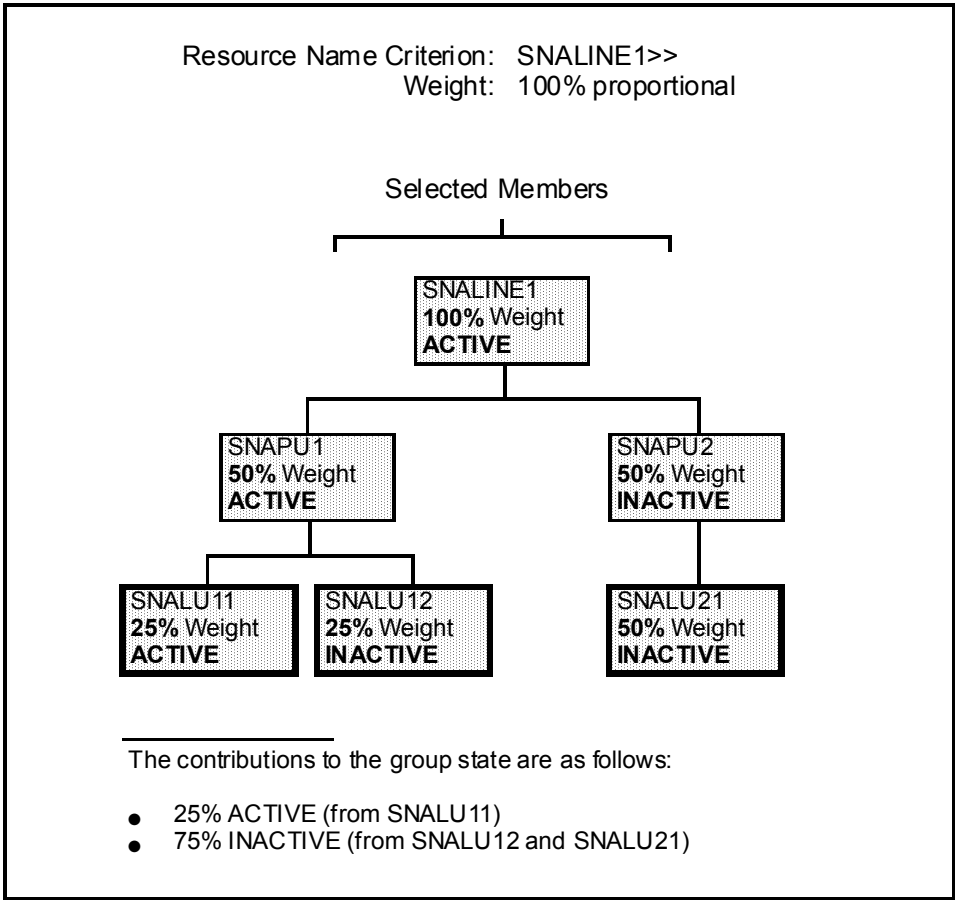 Resource Name Criterion: SNALINE1>>
Weight: 100% proportional
Selected Members
SNALINE1
100% Weight
ACTIVE
SNAPU1
50% Weight
ACTIVE
SNAPU2
50% Weight
INACTIVE
SNALU11
25% Weight
ACTIVE
SNALU12
25% Weight
INACTIVE
SNALU21
50% Weight
INACTIVE
The contributions to the group state are as follows:
● 25% ACTIVE (from SNALU11)
● 75% INACTIVE (from SNALU12 and SNALU21)